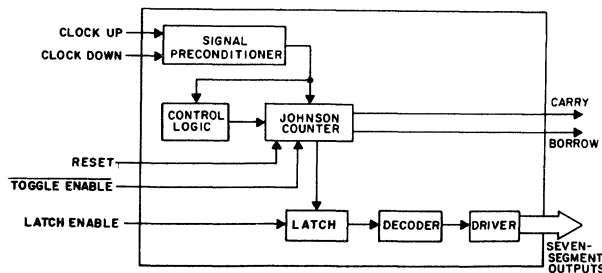 CLOCK UP
CLOCK DOWN
SIGNAL
PRECONDITIONER
CONTROL
LOGIC
JOHNSON
COUNTER
CARRY
BORROW
RESET
TOGGLE ENABLE
LATCH ENABLE
LATCH
DECODER
DRIVER
SEVEN-
SEGMENT
OUTPUTS